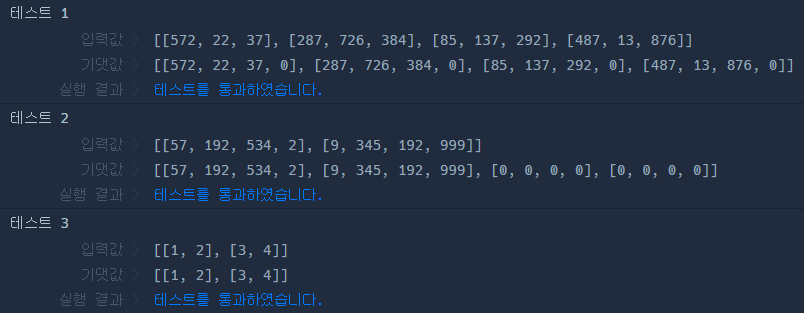 테스트 1
입력값 〉 [[572, 22, 37], [287, 726, 384], [85, 137, 292], [487, 13, 876]]
기댓값 〉 [[572, 22, 37, 0], [287, 726, 384, 0], [85, 137, 292, 0], [487, 13, 876, 0]]
실행 결과 〉 테스트를 통과하였습니다.
테스트 2
입력값 〉 [[57, 192, 534, 2], [9, 345, 192, 999]]
기댓값 〉 [[57, 192, 534, 2], [9, 345, 192, 999], [0, 0, 0, 0], [0, 0, 0, 0]]
실행 결과 〉 테스트를 통과하였습니다.
테스트 3
입력값 〉 [[1, 2], [3, 4]]
기댓값 〉 [[1, 2], [3, 4]]
실행 결과 〉 테스트를 통과하였습니다.